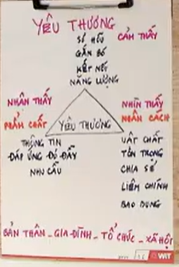 YÊU THƯƠNG
SỞ HỮU
CẢM THẤY
GẮN BÓ
KẾT NỐI
NĂNG LƯỢNG
NHẬN THẤY
NHÌN THẤY
PHẨM CHẤT
NHÂN CÁCH
YÊU THƯƠNG
THÔNG TIN
VẬT CHẤT
ĐÁP ỨNG ĐỦ ĐẦY
TÔN TRỌNG
NHU CẦU
CHIA SẺ
LIÊM CHÍNH
BAO DUNG
BẢN THÂN - GIA ĐÌNH - TỔ CHỨC - XÃ HỘI